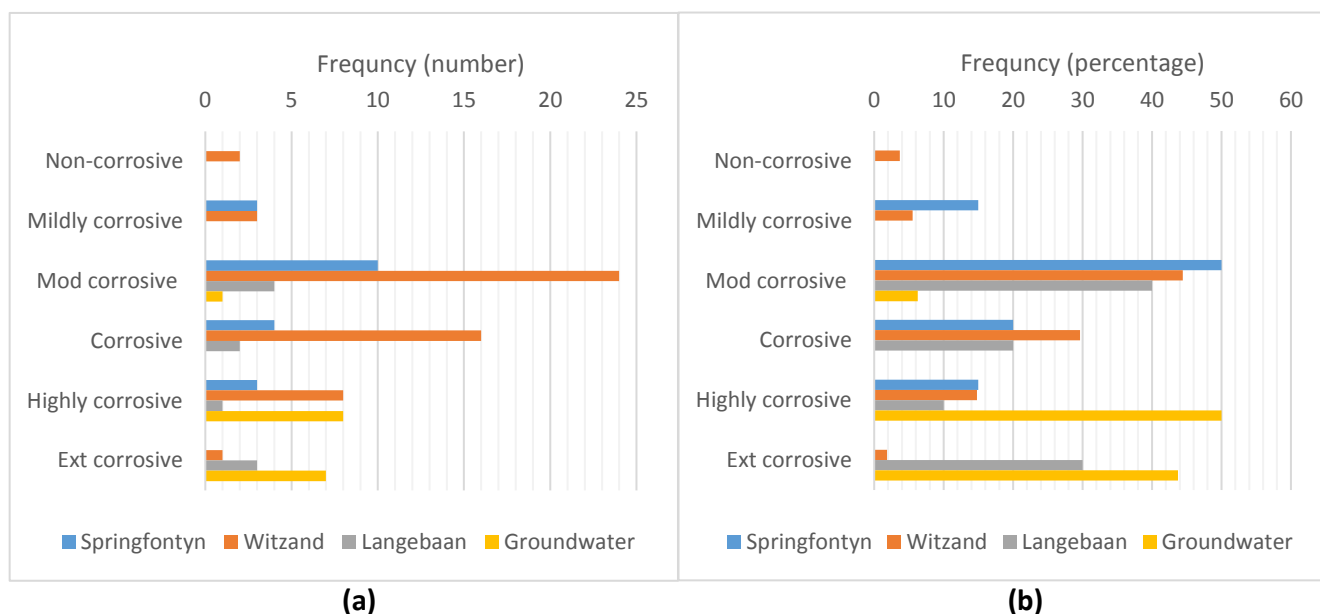 Frequncy (number)
0 5 10 15 20 25
Non-corrosive
Mildly corrosive
Mod corrosive
Corrosive
Highly corrosive
Ext corrosive
Springfontyn Witzand Langebaan Groundwater
(a)
Frequncy (percentage)
0 10 20 30 40 50 60
Non-corrosive
Mildly corrosive
Mod corrosive
Corrosive
Highly corrosive
Ext corrosive
Springfontyn Witzand Langebaan Groundwater
(b)